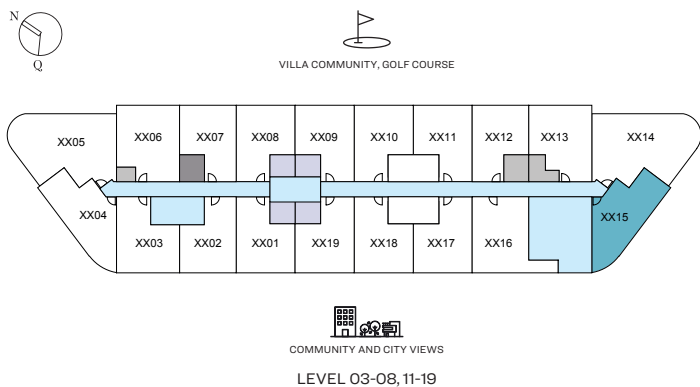 N
Q
VILLA COMMUNITY, GOLF COURSE
XX06 XX07 XX08 XX09 XX10 XX11 XX12 XX13
XX05 XX14
XX04 XX15
XX03 XX02 XX01 XX19 XX18 XX17 XX16
COMMUNITY AND CITY VIEWS
LEVEL 03-08, 11-19